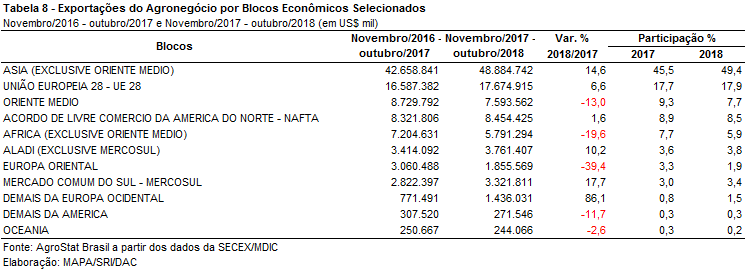 Tabela 8 - Exportações do Agronegócio por Blocos Econômicos Selecionados
Novembro/2016 - outubro/2017 e Novembro/2017 - outubro/2018 (em US$ mil)
Blocos Novembro/2016 - outubro/2017 Novembro/2017 - outubro/2018 Var. % 2018/2017 Participação % 2017 2018
ASIA (EXCLUSIVE ORIENTE MEDIO) 42.658.841 48.884.742 14,6 45,5 49,4
UNIÃO EUROPEIA 28 - UE 28 16.587.382 17.674.915 6,6 17,7 17,9
ORIENTE MEDIO 8.729.792 7.593.562 -13,0 9,3 7,7
ACORDO DE LIVRE COMERCIO DA AMERICA DO NORTE - NAFTA 8.321.806 8.454.425 1,6 8,9 8,5
AFRICA (EXCLUSIVE ORIENTE MEDIO) 7.204.631 5.791.294 -19,6 7,7 5,9
ALADI (EXCLUSIVE MERCOSUL) 3.414.092 3.761.407 10,2 3,6 3,8
EUROPA ORIENTAL 3.060.488 1.855.569 -39,4 3,3 1,9
MERCADO COMUM DO SUL - MERCOSUL 2.822.397 3.321.811 17,7 3,0 3,4
DEMAIS DA EUROPA OCIDENTAL 771.491 1.436.031 86,1 0,8 1,5
DEMAIS DA AMERICA 307.520 271.546 -11,7 0,3 0,3
OCEANIA 250.667 244.066 -2,6 0,3 0,2
Fonte: AgroStat Brasil a partir dos dados da SECEX/MDIC
Elaboração: MAPA/SRI/DAC